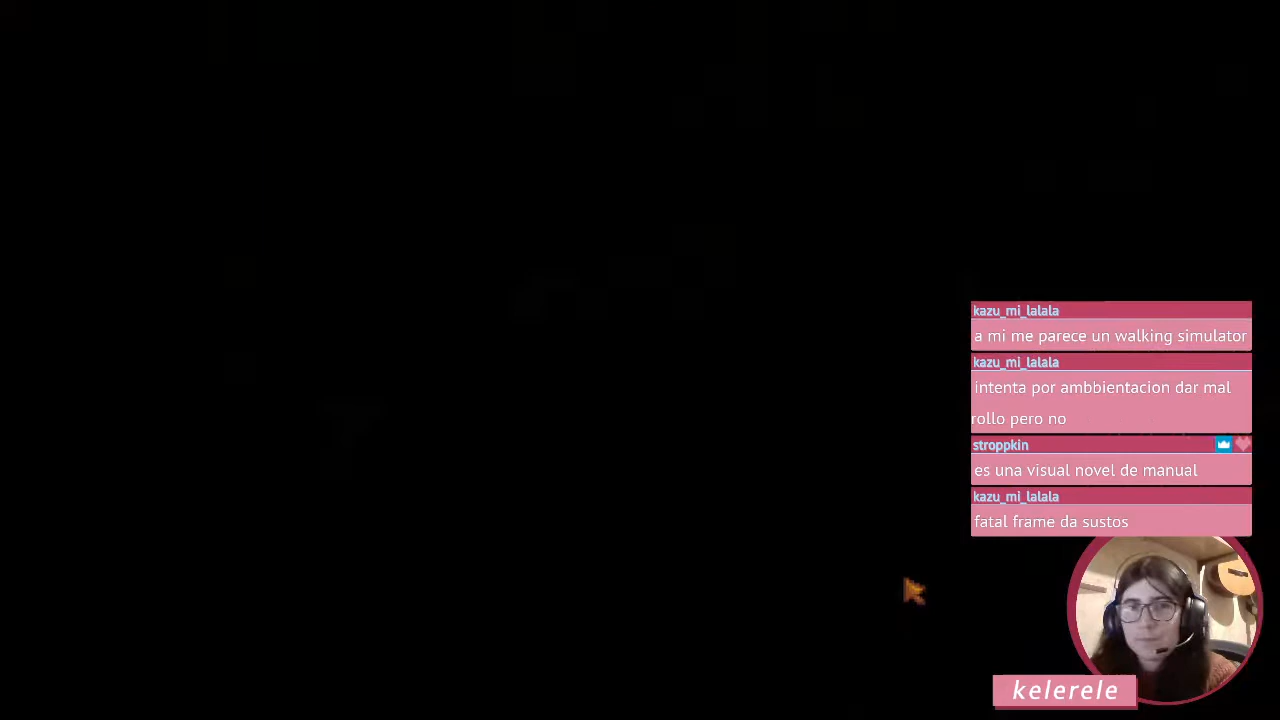 kazu_mi_lalala
a mi me parece un walking simulator
kazu_mi_lalala
intenta por ambbientacion dar mal
rollo pero no
stroppkin
es una visual novel de manual
kazu_mi_lalala
fatal frame da sustos
kelerele